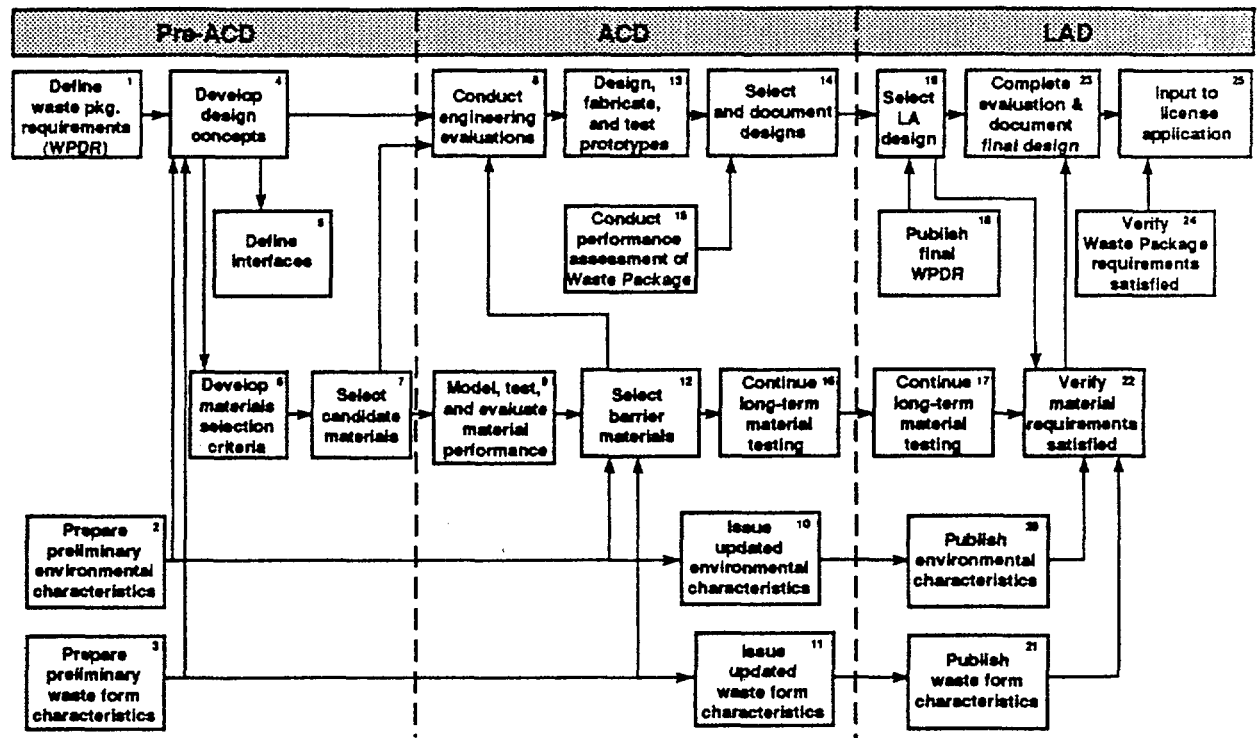 Pre-ACD
ACD
LAD
1
Define
waste pkg.
requirements
(WPDR)
4
Develop
design
concepts
8
Conduct
engineering
evaluations
13
Design,
fabricate,
and test
prototypes
14
Select
and document
designs
Select
LA
design
23
Complete
evaluation &
document
final design
25
Input to
license
application
5
Define
interfaces
15
Conduct
performance
assessment of
Waste Package
18
Publish
final
WPDR
24
Verify
Waste Package
requirements
satisfied
6
Develop
materials
selection
criteria
7
Select
candidate
materials
9
Model, test,
and evaluate
material
performance
12
Select
barrier
materials
16
Continue
long-term
material
testing
17
Continue
long-term
material
testing
22
Verify
material
requirements
satisfied
2
Prepare
preliminary
environmental
characteristics
10
Issue
updated
environmental
characteristics
20
Publish
environmental
characteristics
3
Prepare
preliminary
waste form
characteristics
11
Issue
updated
waste form
characteristics
21
Publish
waste form
characteristics